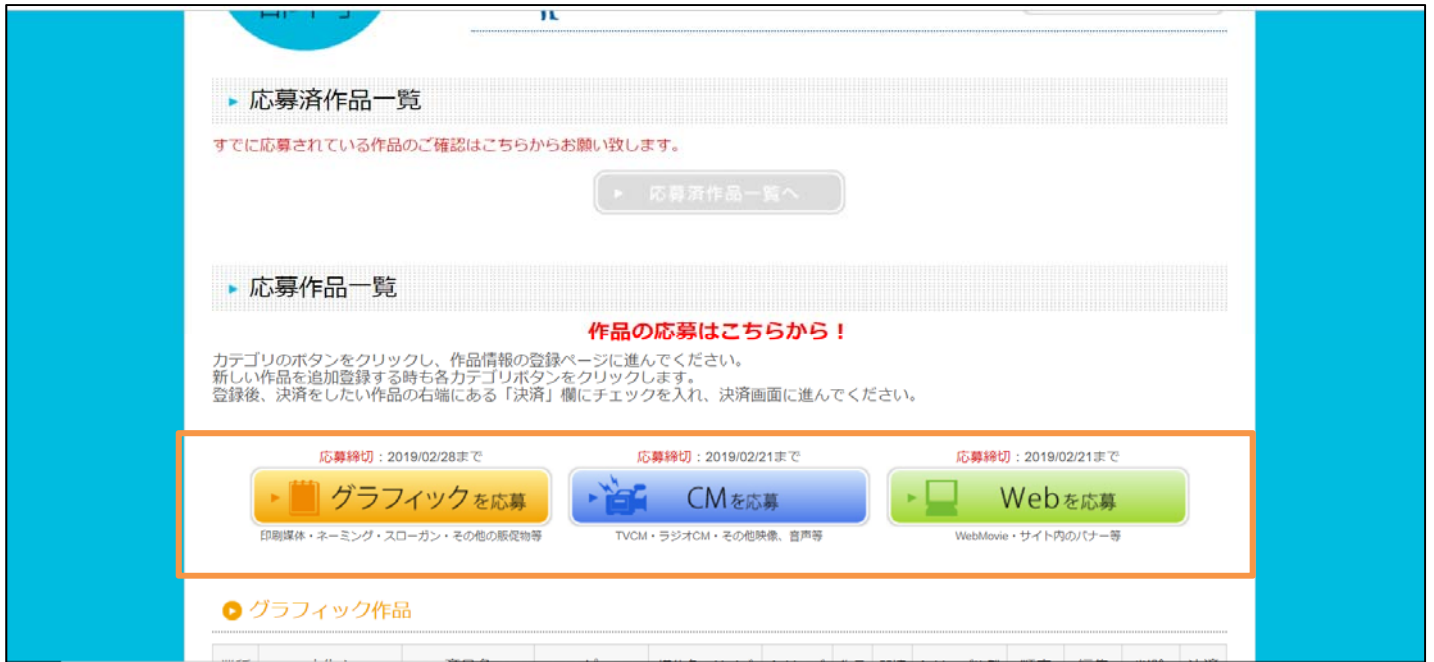 応募済作品一覧
すでに応募されている作品のご確認はこちらからお願い致します。
応募済作品一覧へ
応募作品一覧
作品の応募はこちらから！
カテゴリのボタンをクリックし、作品情報の登録ページに進んでください。
新しい作品を追加登録する時も各カテゴリボタンをクリックします。
登録後、決済をしたい作品の右端にある「決済」欄にチェックを入れ、決済画面に進んでください。
応募締切：2019/02/28まで 応募締切：2019/02/21まで 応募締切：2019/02/21まで
グラフィックを応募 CMを応募 Webを応募
印刷媒体・ネーミング・スローガン・その他の販促物等 TVCM・ラジオCM・その他映像、音声等 WebMovie・サイト内のバナー等
グラフィック作品